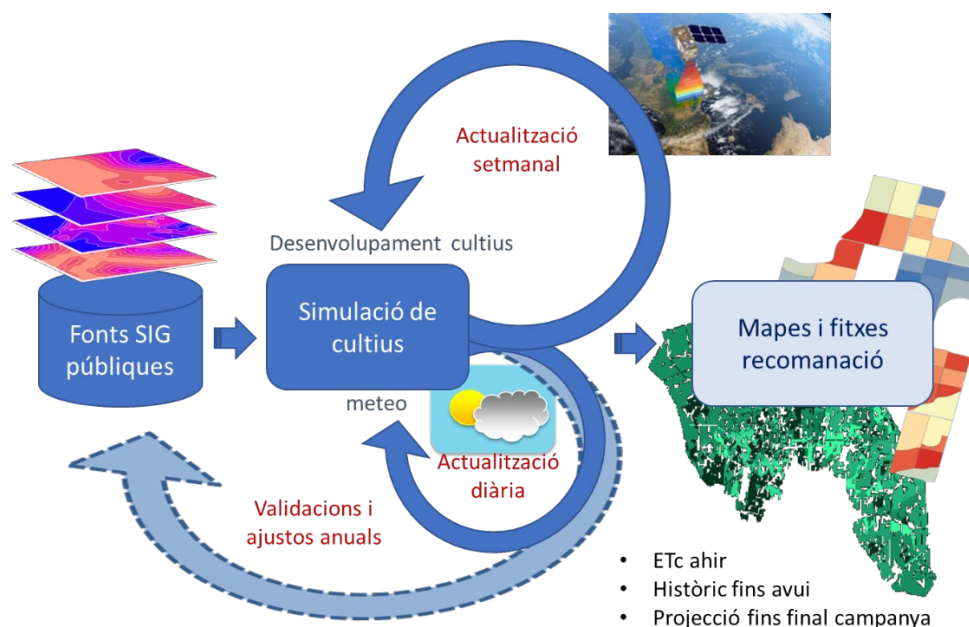 Actualització
setmanal
Desenvolupament cultius
Fonts SIG
públiques
Simulació de
cultius
Mapes i fitxes
recomanació
meteo
Actualització
diària
Validacions i
ajustos anuals
• ETc ahir
• Històric fins avui
• Projecció fins final campanya